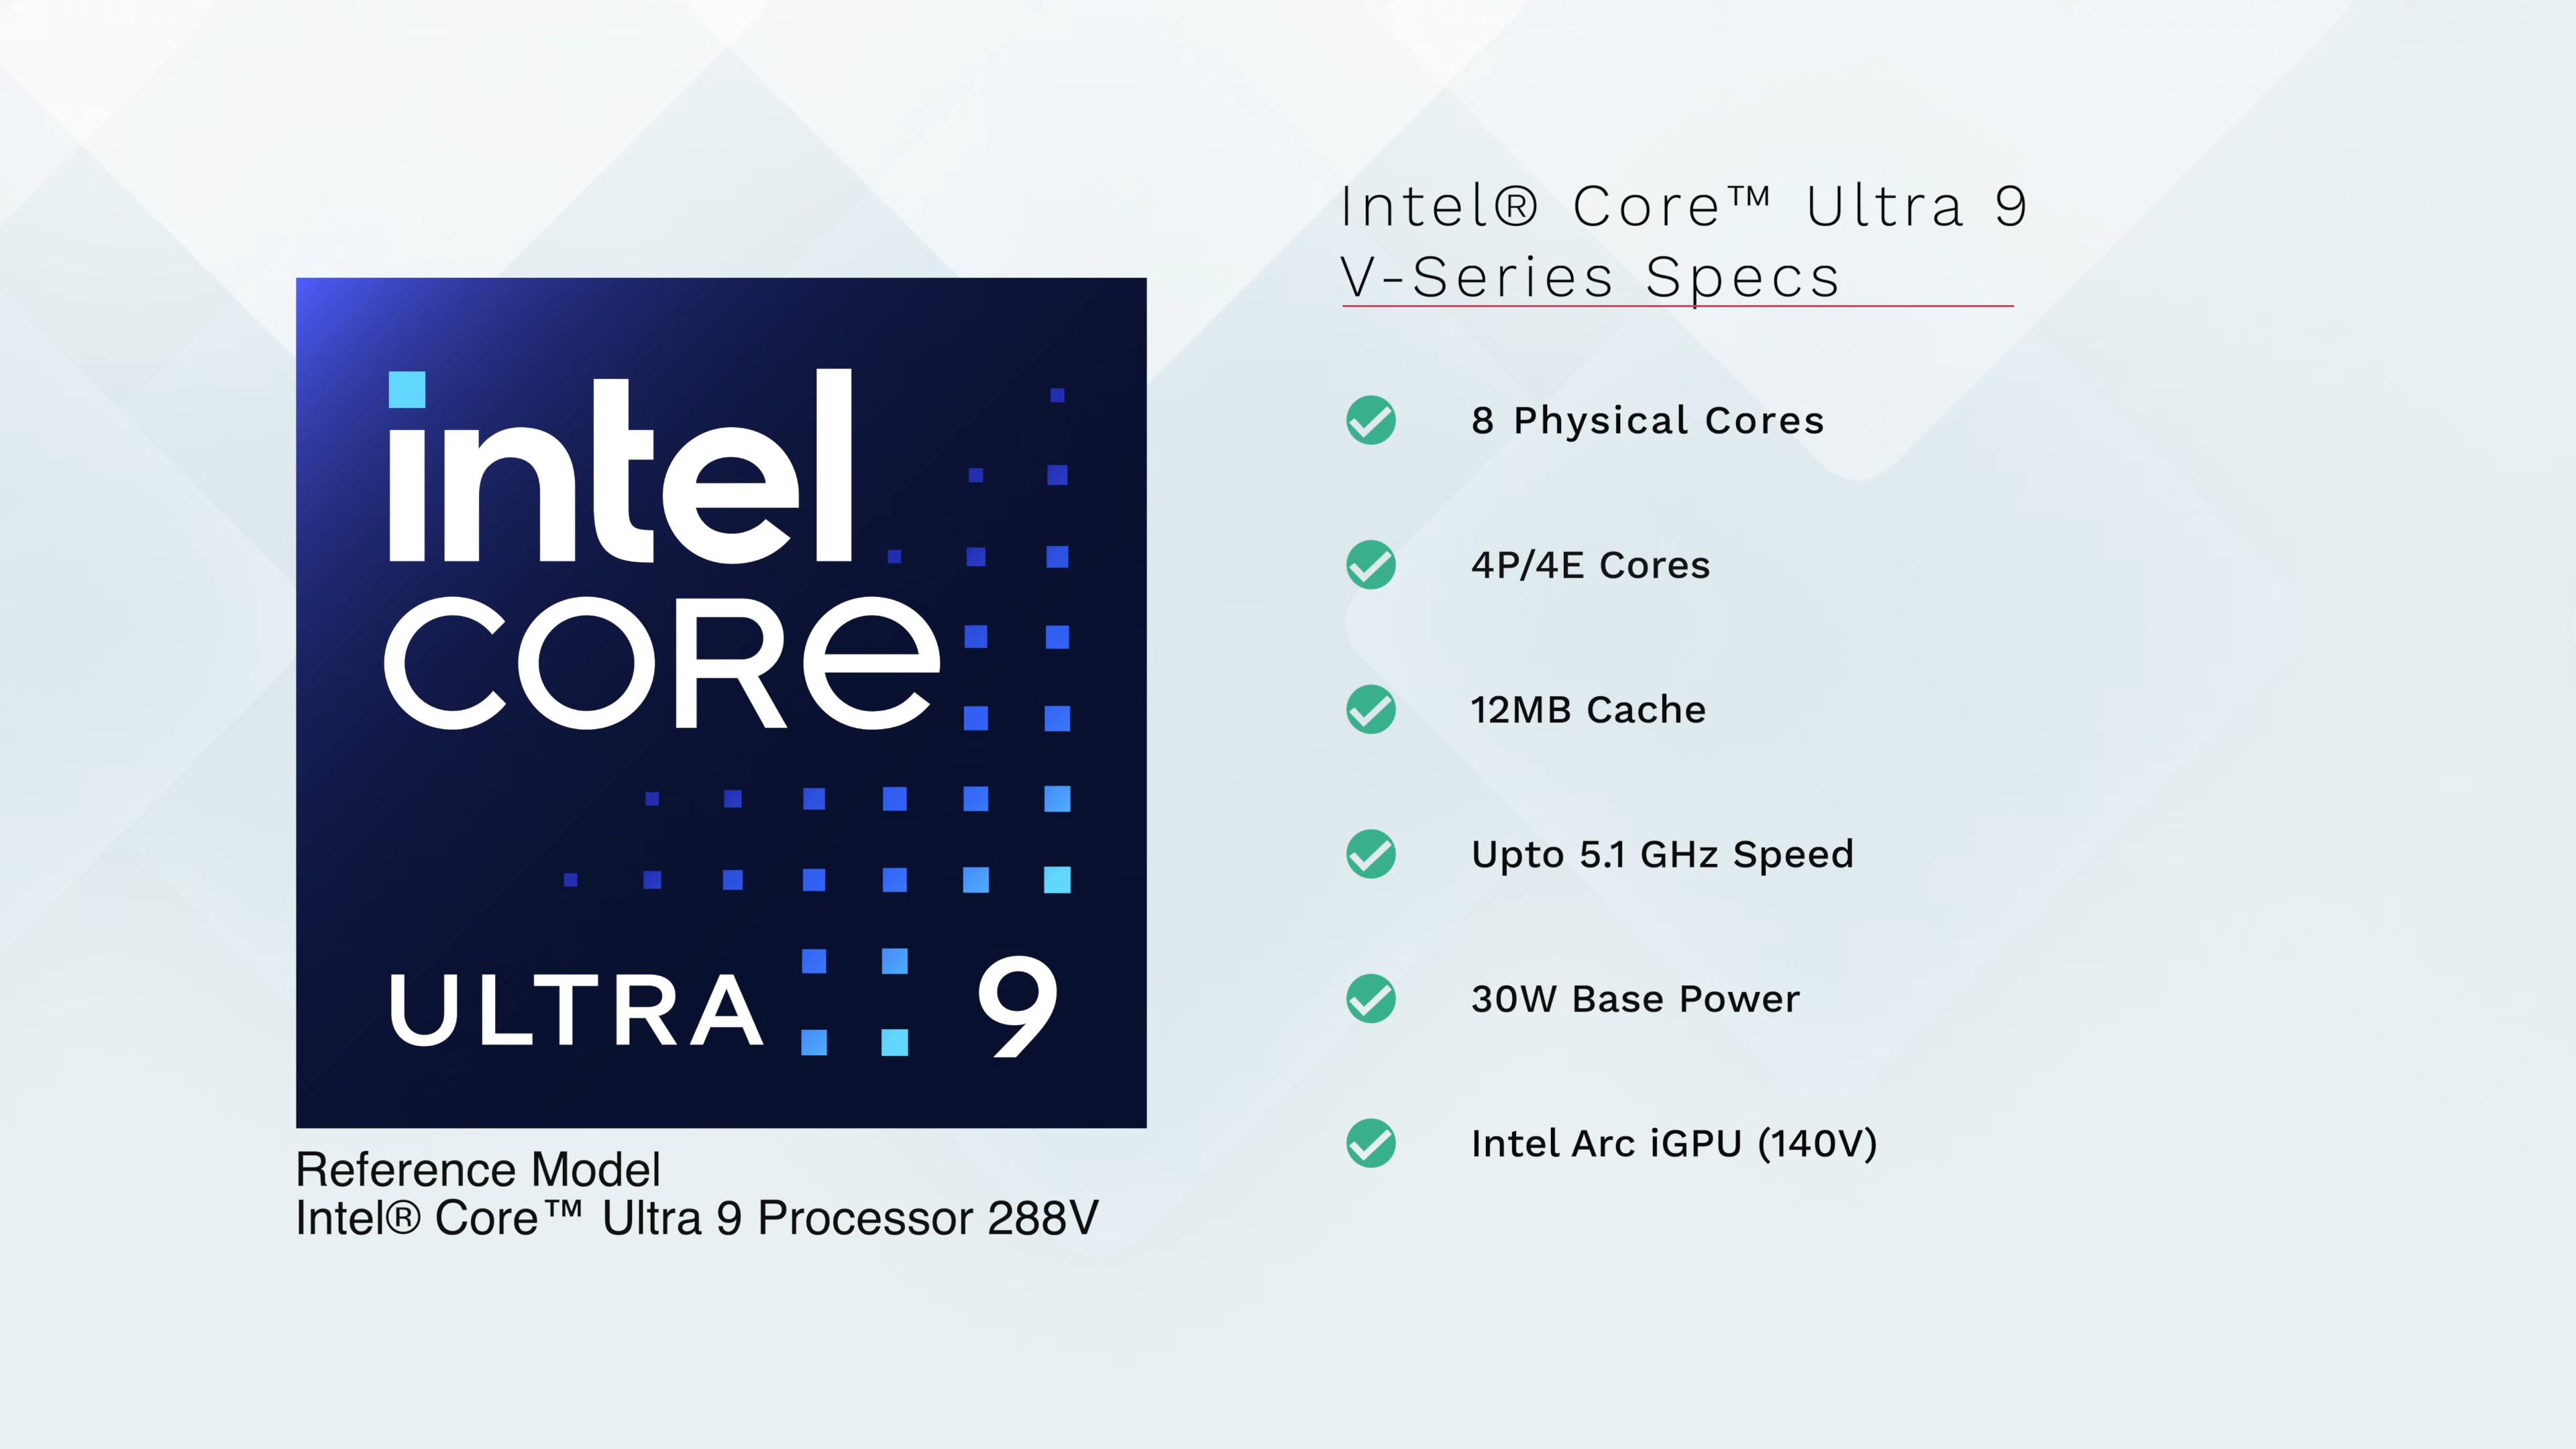 intel
CORe
ULTRA 9
Reference Model
Intel® Core™ Ultra 9 Processor 288V
Intel® Core™ Ultra 9
V-Series Specs
8 Physical Cores
4P/4E Cores
12MB Cache
Upto 5.1 GHz Speed
30W Base Power
Intel Arc iGPU (140V)